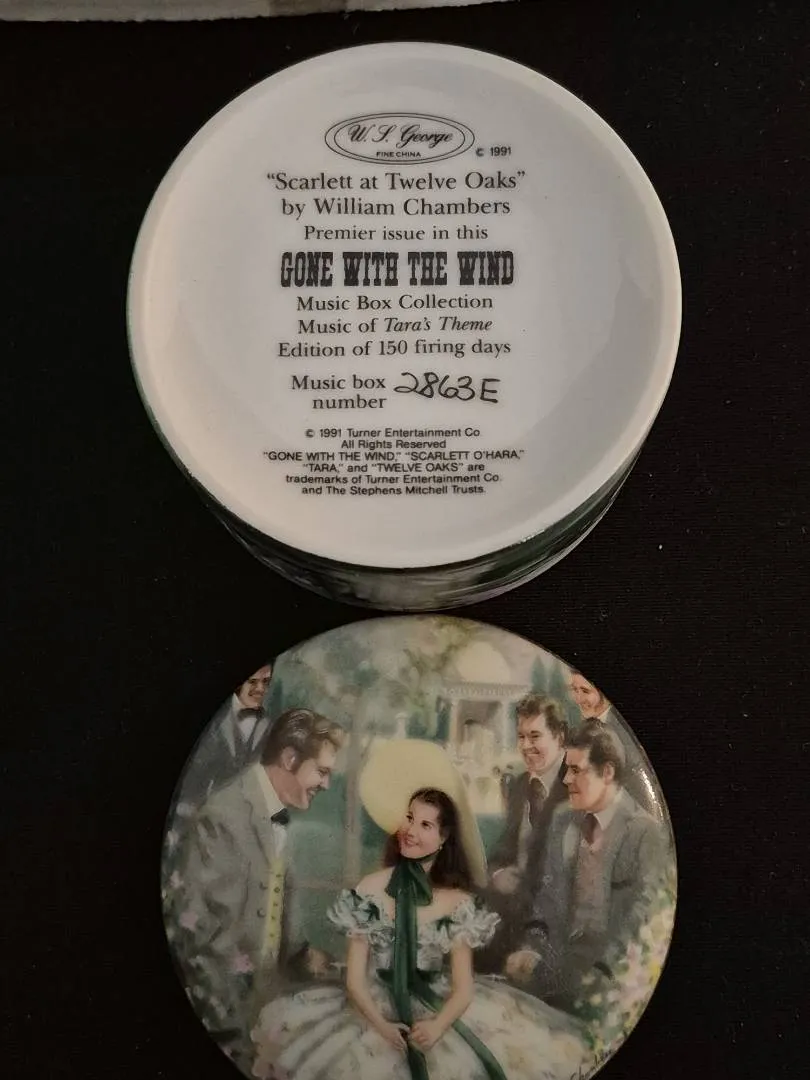 W. S. George
FINE CHINA
© 1991
“Scarlett at Twelve Oaks”
by William Chambers
Premier issue in this
GONE WITH THE WIND
Music Box Collection
Music of Tara's Theme
Edition of 150 firing days
Music box 2863E
number
© 1991 Turner Entertainment Co.
All Rights Reserved
"GONE WITH THE WIND," "SCARLETT O'HARA,"
"TARA," and "TWELVE OAKS" are
trademarks of Turner Entertainment Co.
and The Stephens Mitchell Trusts.